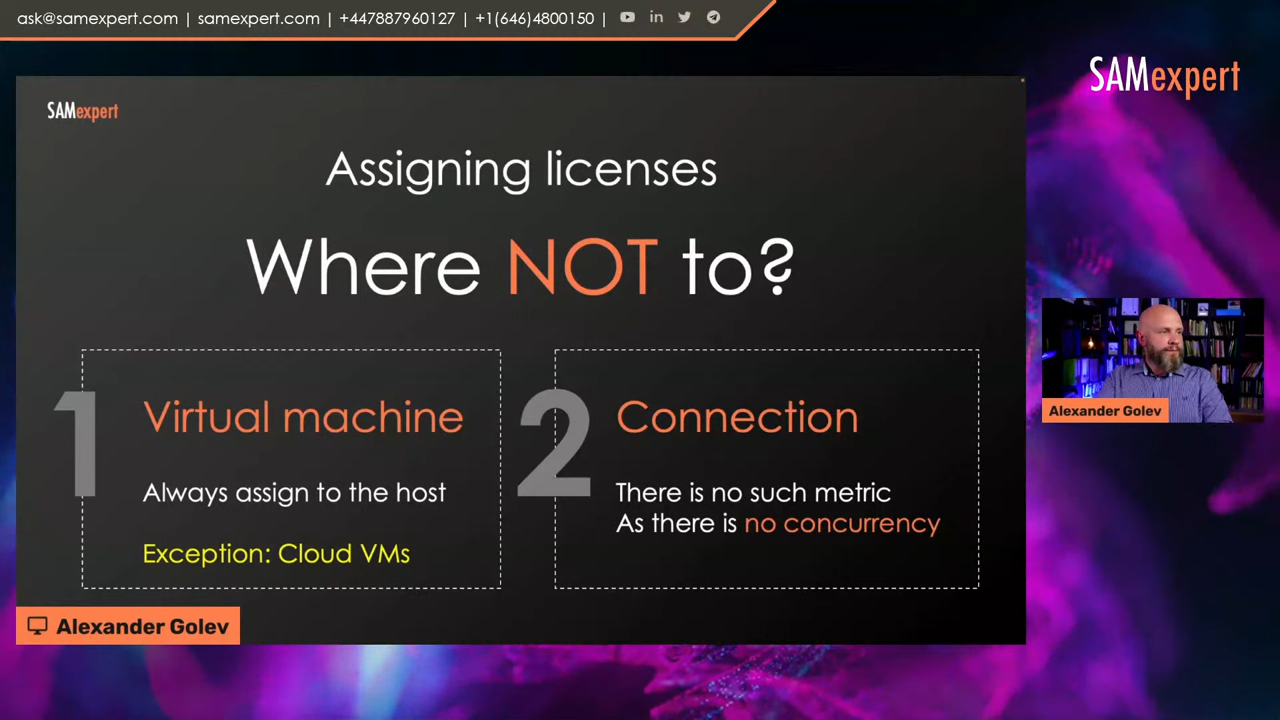 ask@samexpert.com | samexpert.com | +447887960127 | +1(646)4800150 |
SAMexpert
SAMexpert
Assigning licenses
Where NOT to?
1
Virtual machine
Always assign to the host
Exception: Cloud VMs
2
Connection
There is no such metric
As there is no concurrency
Alexander Golev
Alexander Golev